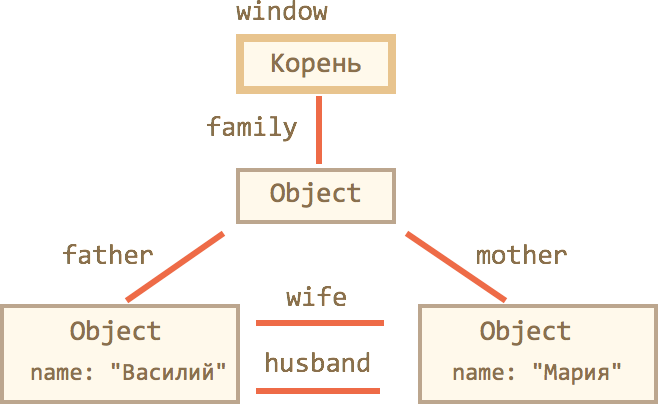 window
Корень
family
Object
father
mother
wife
Object
Object
husband
name: "Василий"
name: "Мария"